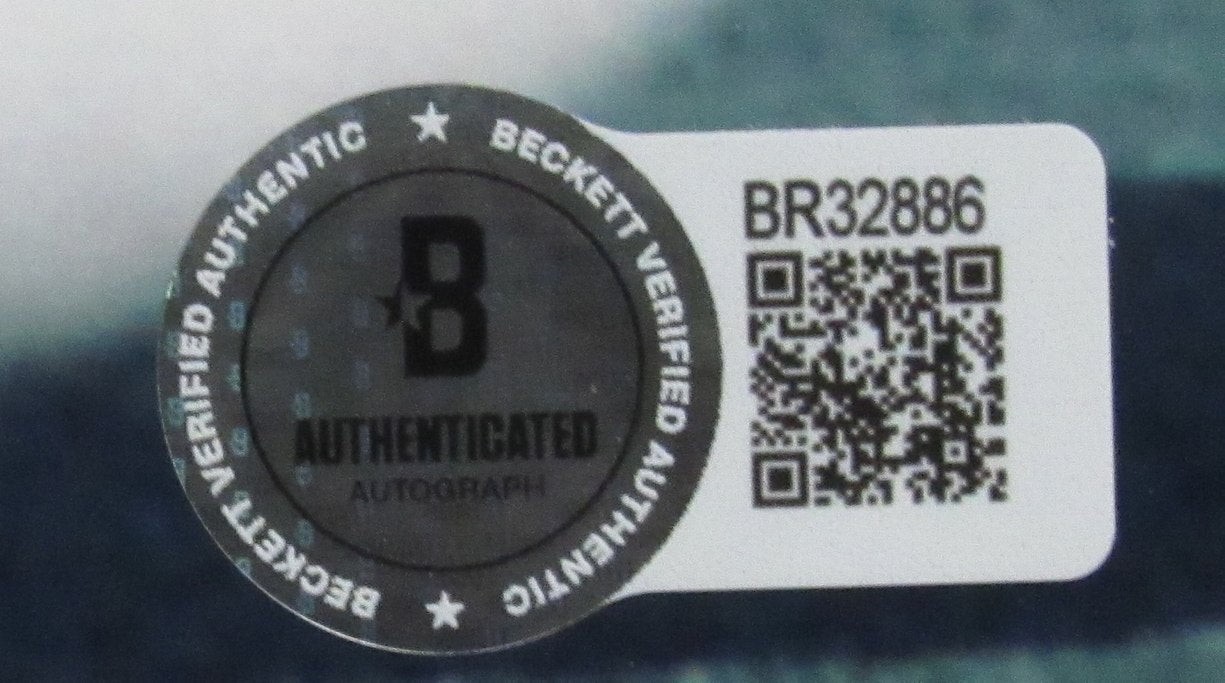 BECKETT VERIFIED AUTHENTIC
BECKETT VERIFIED AUTHENTIC
B
AUTHENTICATED
AUTOGRAPH
BR32886